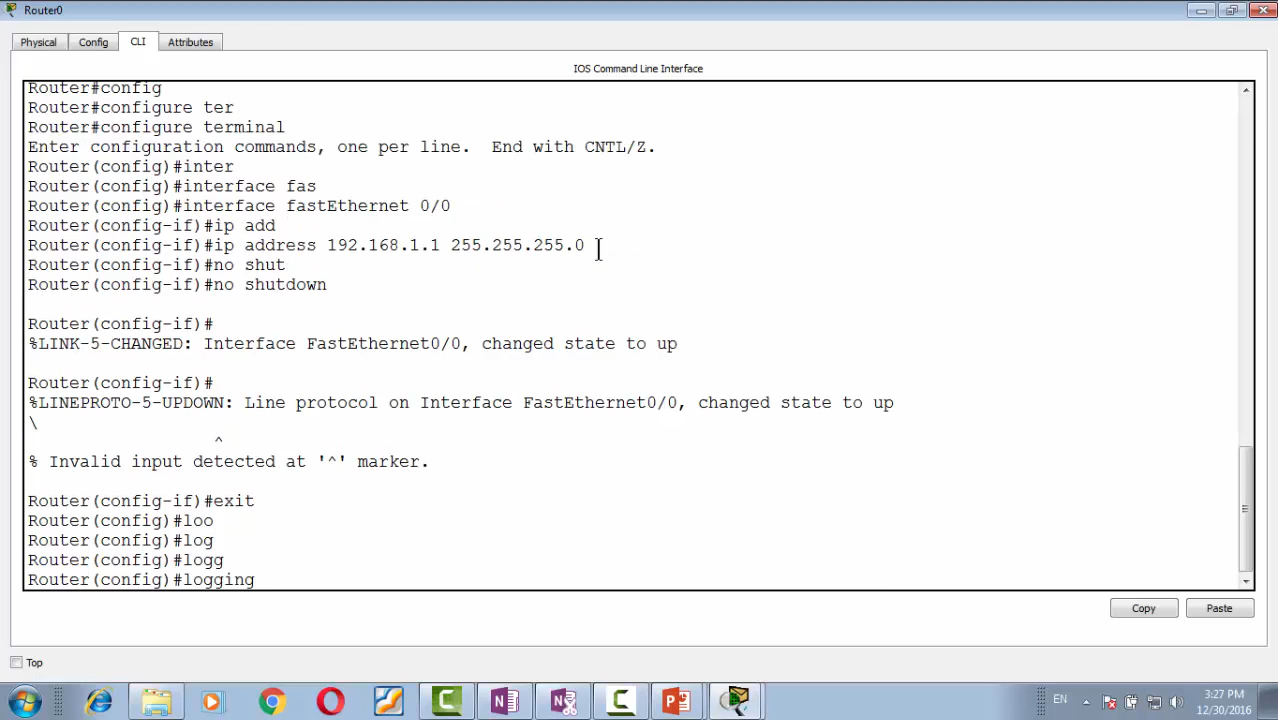 Router0
Physical Config CLI Attributes
IOS Command Line Interface
Router#config
Router#configure ter
Router#configure terminal
Enter configuration commands, one per line.  End with CNTL/Z.
Router(config)#inter
Router(config)#interface fas
Router(config)#interface fastEthernet 0/0
Router(config-if)#ip add
Router(config-if)#ip address 192.168.1.1 255.255.255.0
Router(config-if)#no shut
Router(config-if)#no shutdown
Router(config-if)#
%LINK-5-CHANGED: Interface FastEthernet0/0, changed state to up
Router(config-if)#
%LINEPROTO-5-UPDOWN: Line protocol on Interface FastEthernet0/0, changed state to up
\
^
% Invalid input detected at '^' marker.
Router(config-if)#exit
Router(config)#loo
Router(config)#log
Router(config)#logg
Router(config)#logging
Copy Paste
Top
EN
3:27 PM
12/30/2016